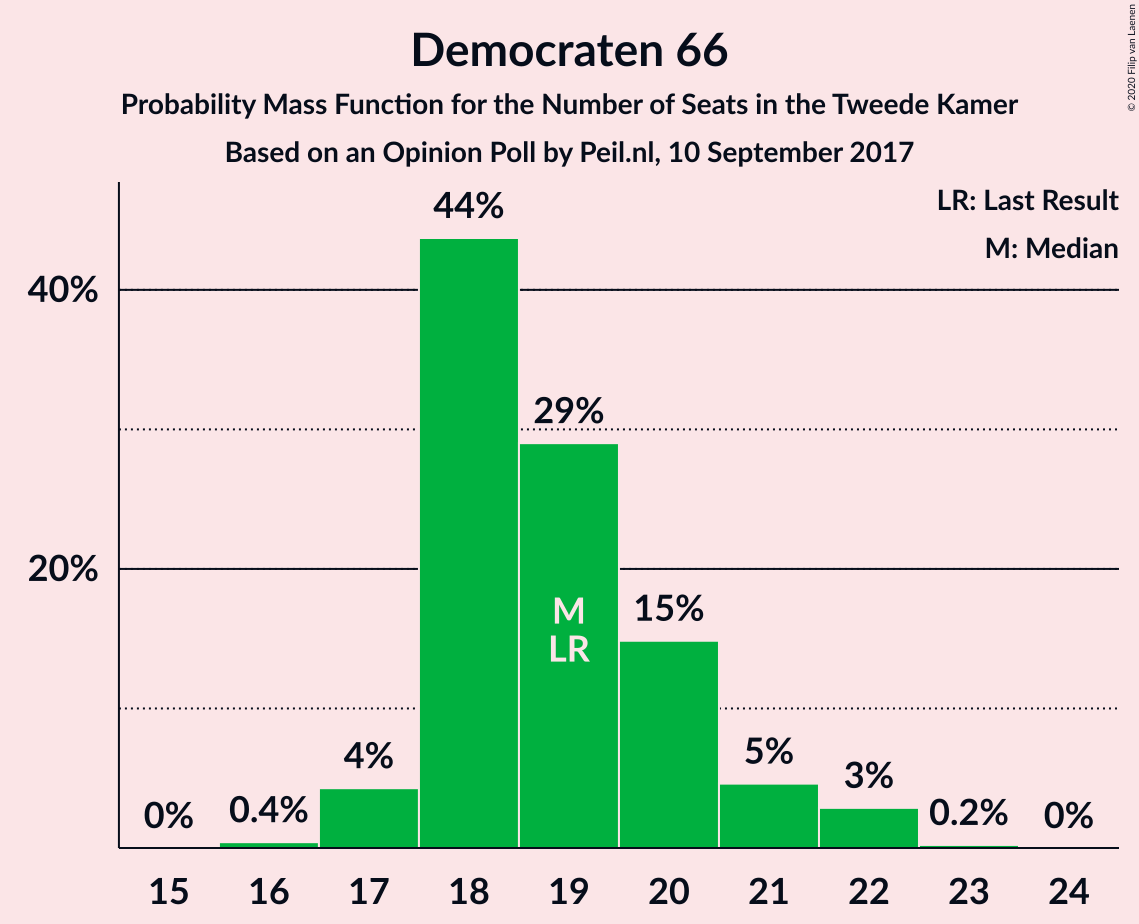 Democraten 66
Probability Mass Function for the Number of Seats in the Tweede Kamer
Based on an Opinion Poll by Peil.nl, 10 September 2017
© 2020 Filip van Laenen
LR: Last Result
M: Median
40%
20%
0%
0.4%
4%
44%
29%
15%
5%
3%
0.2%
0%
M
LR
15
16
17
18
19
20
21
22
23
24